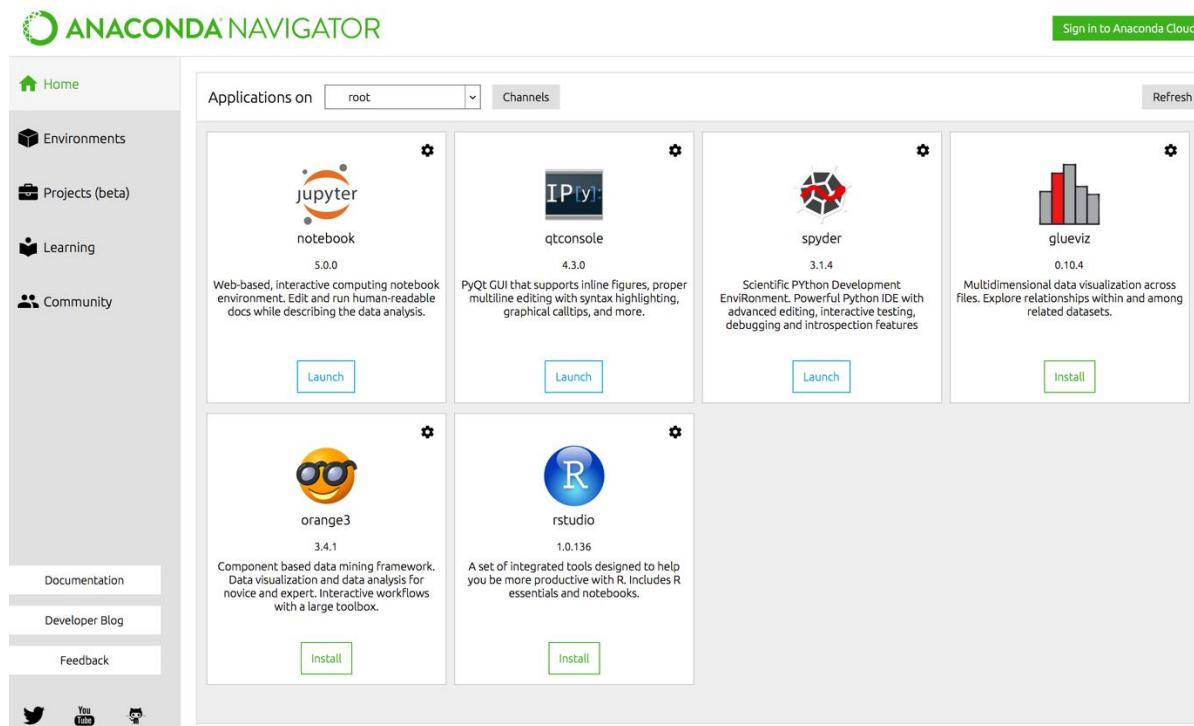 ANACONDA NAVIGATOR
Sign in to Anaconda Cloud
Home
Environments
Projects (beta)
Learning
Community
Documentation
Developer Blog
Feedback
You
Tube
Applications on root Channels Refresh
jupyter
notebook
5.0.0
Web-based, interactive computing notebook
environment. Edit and run human-readable
docs while describing the data analysis.
Launch
IP[y]:
qtconsole
4.3.0
PyQt GUI that supports inline figures, proper
multiline editing with syntax highlighting,
graphical calltips, and more.
Launch
spyder
3.1.4
Scientific PYthon Development
EnviRonment. Powerful Python IDE with
advanced editing, interactive testing,
debugging and introspection features
Launch
glueviz
0.10.4
Multidimensional data visualization across
files. Explore relationships within and among
related datasets.
Install
orange3
3.4.1
Component based data mining framework.
Data visualization and data analysis for
novice and expert. Interactive workflows
with a large toolbox.
Install
R
rstudio
1.0.136
A set of integrated tools designed to help
you be more productive with R. Includes R
essentials and notebooks.
Install